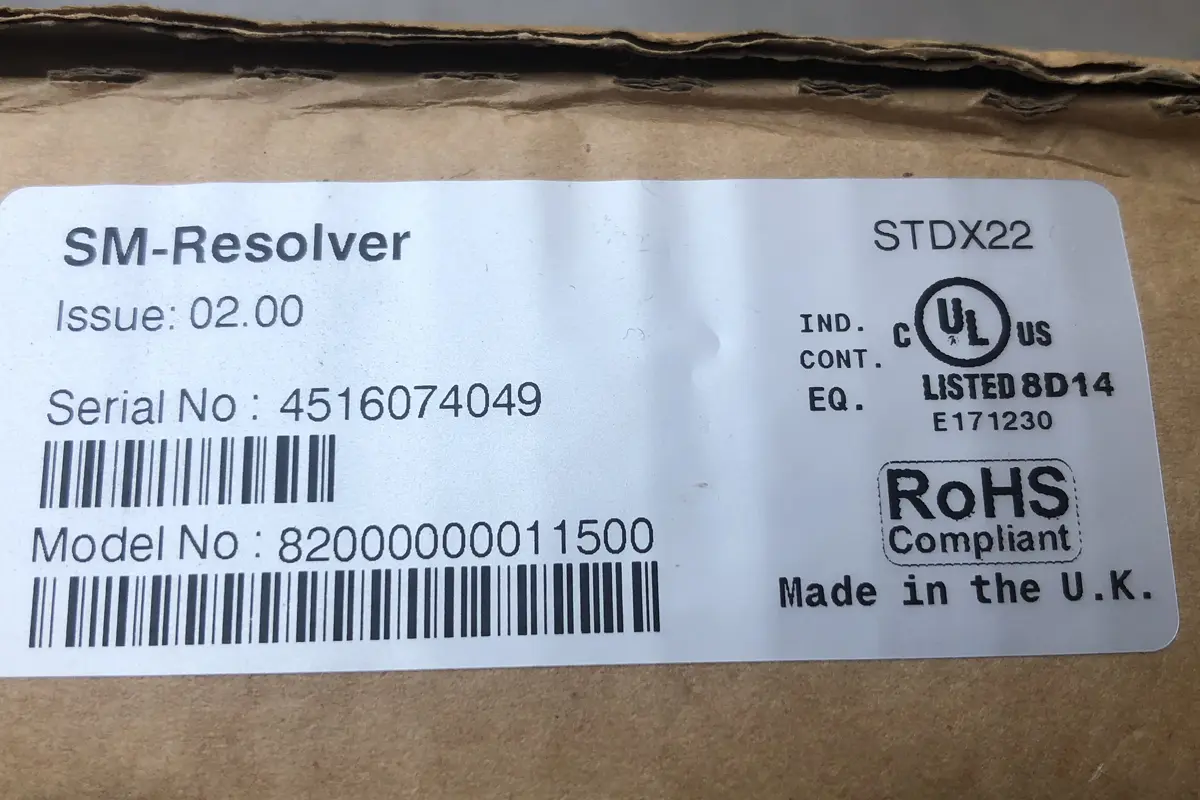 SM-Resolver
Issue: 02.00
Serial No : 4516074049
Model No : 82000000011500
STDX22
IND.
CONT.
EQ.
C UL US
LISTED 8D14
E171230
RoHS
Compliant
Made in the U.K.